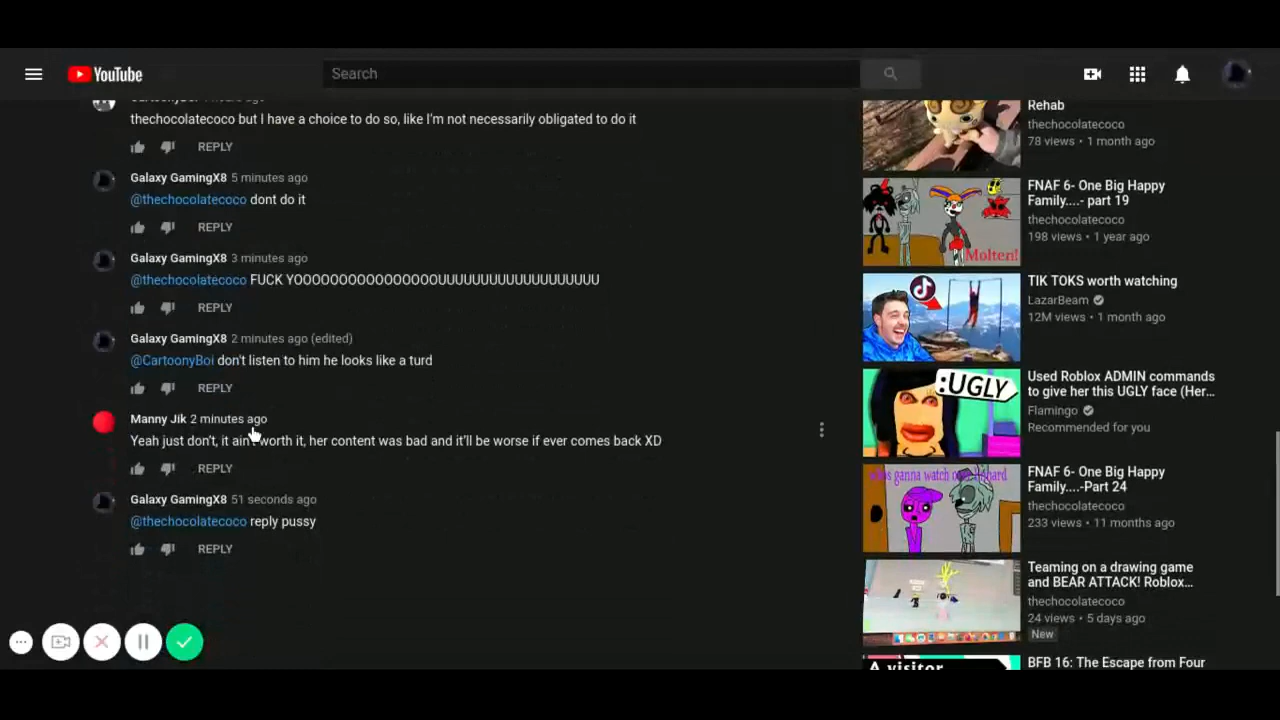 YouTube
Search
thechocolatecoco but I have a choice to do so, like I'm not necessarily obligated to do it
REPLY
Galaxy GamingX8 5 minutes ago
@thechocolatecoco dont do it
REPLY
Galaxy GamingX8 3 minutes ago
@thechocolatecoco FUCK YOOOOOOOOOOOOOOOOOUUUUUUUUUUUUUUUUUUUU
REPLY
Galaxy GamingX8 2 minutes ago (edited)
@CartoonyBoi don't listen to him he looks like a turd
REPLY
Manny Jik 2 minutes ago
Yeah just don't, it ain't worth it, her content was bad and it'll be worse if ever comes back XD
REPLY
Galaxy GamingX8 51 seconds ago
@thechocolatecoco reply pussy
REPLY
Rehab
thechocolatecoco
78 views • 1 month ago
Molten!
FNAF 6- One Big Happy
Family....- part 19
thechocolatecoco
198 views • 1 year ago
TIK TOKS worth watching
LazarBeam
12M views • 1 month ago
:UGLY
Used Roblox ADMIN commands
to give her this UGLY face (Her...
Flamingo
Recommended for you
FNAF 6- One Big Happy
Family....-Part 24
thechocolatecoco
233 views • 11 months ago
Teaming on a drawing game
and BEAR ATTACK! Roblox...
thechocolatecoco
24 views • 5 days ago
New
A visitor
BFB 16: The Escape from Four